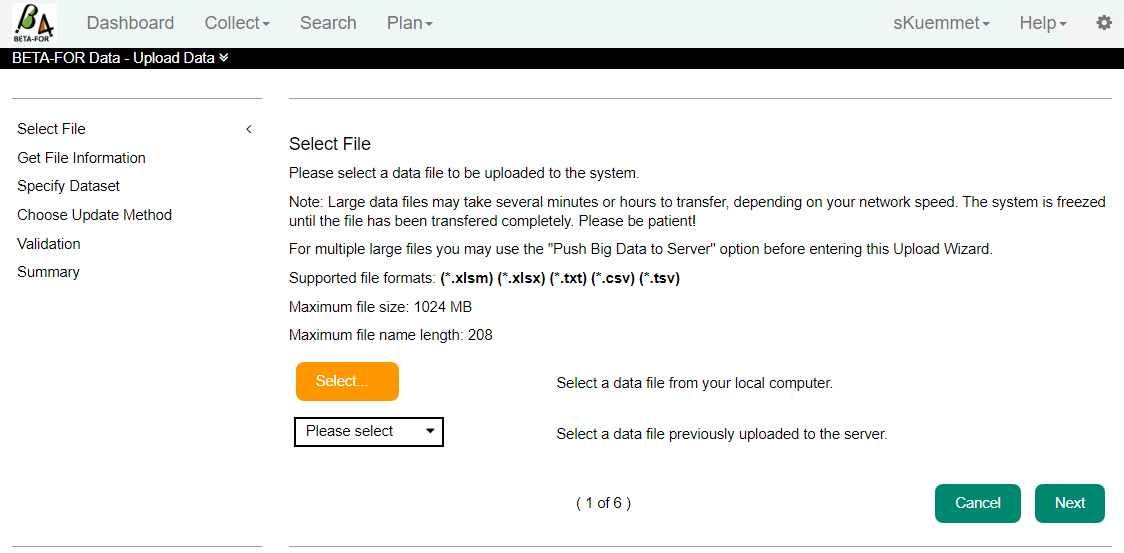 BETA-FOR
Dashboard Collect Search Plan sKuemmet Help
BETA-FOR Data - Upload Data
Select File
Get File Information
Specify Dataset
Choose Update Method
Validation
Summary
Select File
Please select a data file to be uploaded to the system.
Note: Large data files may take several minutes or hours to transfer, depending on your network speed. The system is freezed
until the file has been transfered completely. Please be patient!
For multiple large files you may use the "Push Big Data to Server" option before entering this Upload Wizard.
Supported file formats: (*.xlsm) (*.xlsx) (*.txt) (*.csv) (*.tsv)
Maximum file size: 1024 MB
Maximum file name length: 208
Select... Select a data file from your local computer.
Please select Select a data file previously uploaded to the server.
( 1 of 6 ) Cancel Next